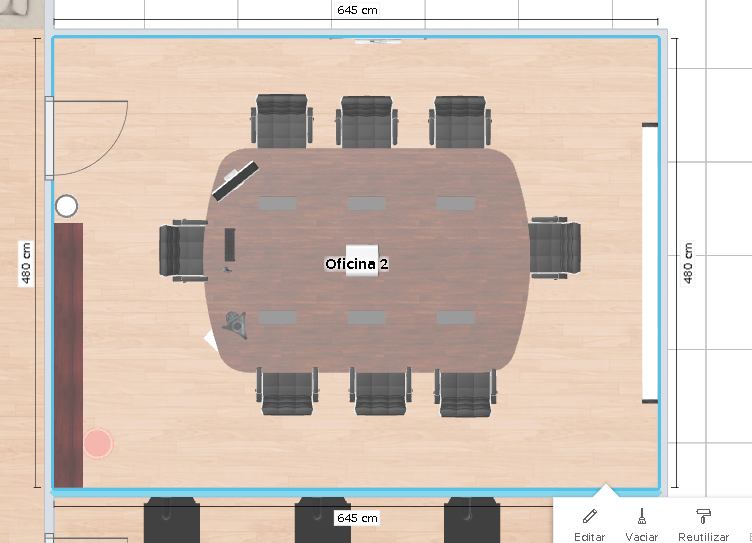 645 cm
480 cm
Oficina 2
480 cm
645 cm
Editar
Vaciar
Reutilizar